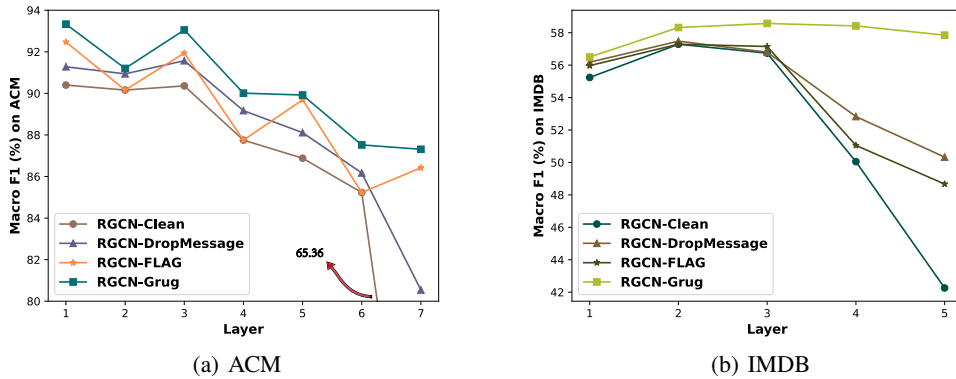 94
92
90
88
86
84
82
80
Macro F1 (%) on ACM
RGCN-Clean
RGCN-DropMessage
RGCN-FLAG
RGCN-Grug
65.36
1 2 3 4 5 6 7
Layer
(a) ACM
58
56
54
52
50
48
46
44
42
Macro F1 (%) on IMDB
RGCN-Clean
RGCN-DropMessage
RGCN-FLAG
RGCN-Grug
1 2 3 4 5
Layer
(b) IMDB